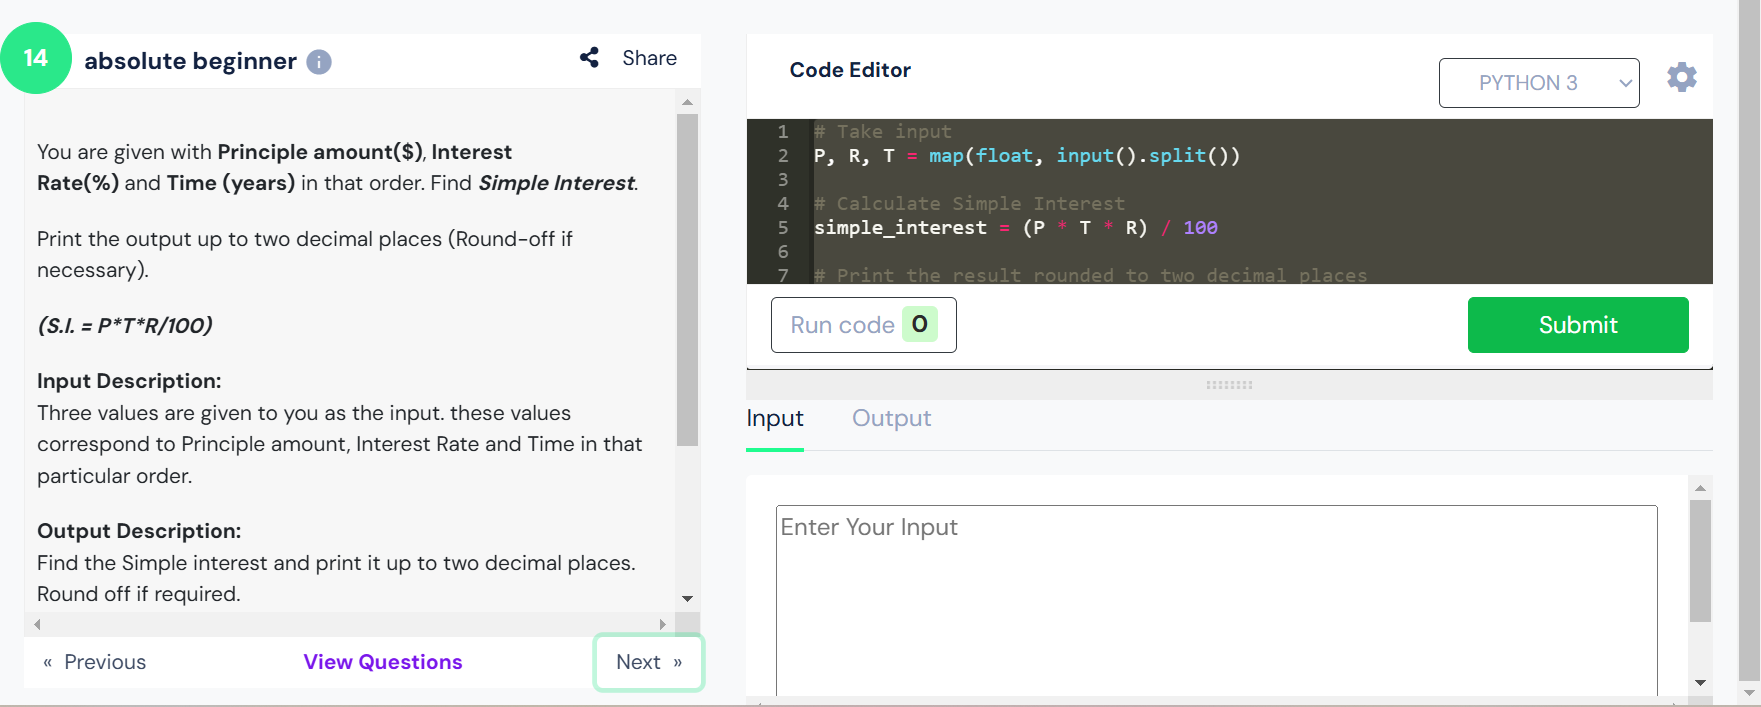 14
absolute beginner i
Share
You are given with Principle amount($), Interest
Rate(%) and Time (years) in that order. Find Simple Interest.
Print the output up to two decimal places (Round-off if
necessary).
(S.I. = P*T*R/100)
Input Description:
Three values are given to you as the input. these values
correspond to Principle amount, Interest Rate and Time in that
particular order.
Output Description:
Find the Simple interest and print it up to two decimal places.
Round off if required.
« Previous
View Questions
Next »
Code Editor
PYTHON 3
1 # Take input
2 P, R, T = map(float, input().split())
3
4 # Calculate Simple Interest
5 simple_interest = (P * T * R) / 100
6
7 # Print the result rounded to two decimal places
Run code 0
Submit
Input
Output
Enter Your Input